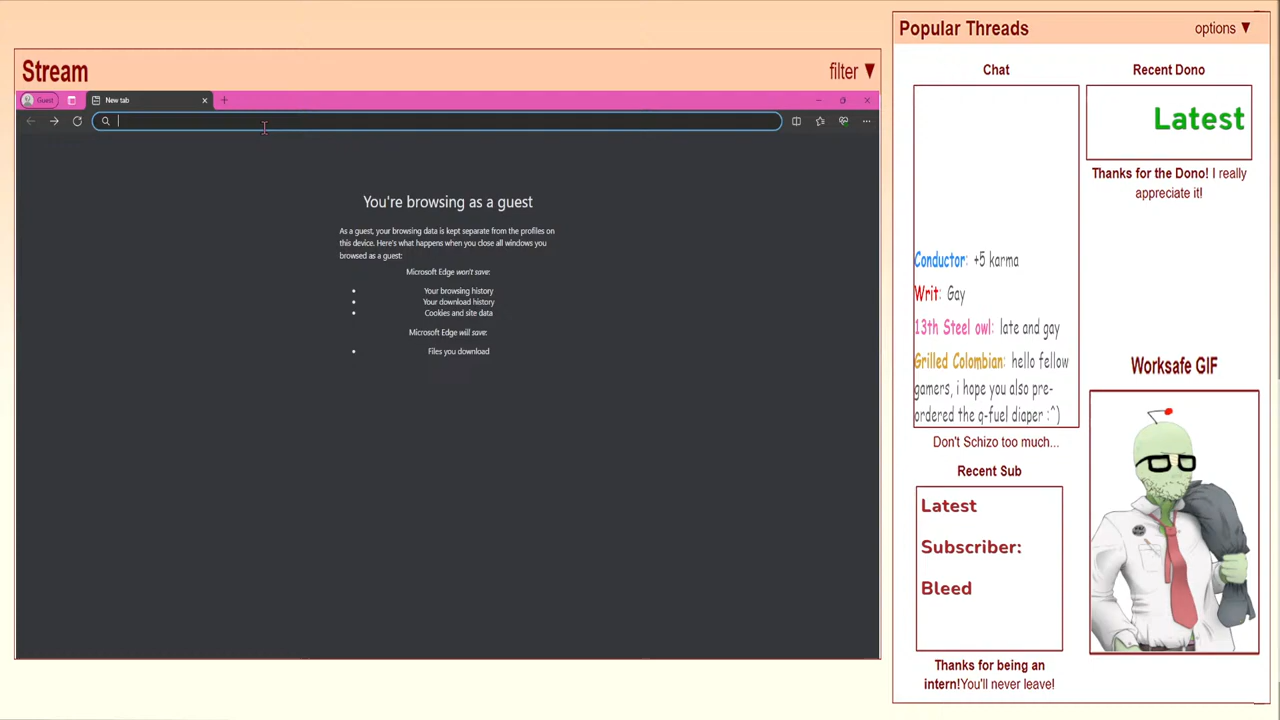 Stream
filter ▼
Guest
New tab
You're browsing as a guest
As a guest, your browsing data is kept separate from the profiles on
this device. Here's what happens when you close all windows you
browsed as a guest:
Microsoft Edge won't save:
• Your browsing history
• Your download history
• Cookies and site data
Microsoft Edge will save:
• Files you download
Popular Threads
options ▼
Chat
Conductor: +5 karma
Writ: Gay
13th Steel owl: late and gay
Grilled Colombian: hello fellow
gamers, i hope you also pre-
ordered the g-fuel diaper :^)
Don't Schizo too much...
Recent Sub
Latest
Subscriber:
Bleed
Thanks for being an
intern!You'll never leave!
Recent Dono
Latest
Thanks for the Dono! I really
appreciate it!
Worksafe GIF